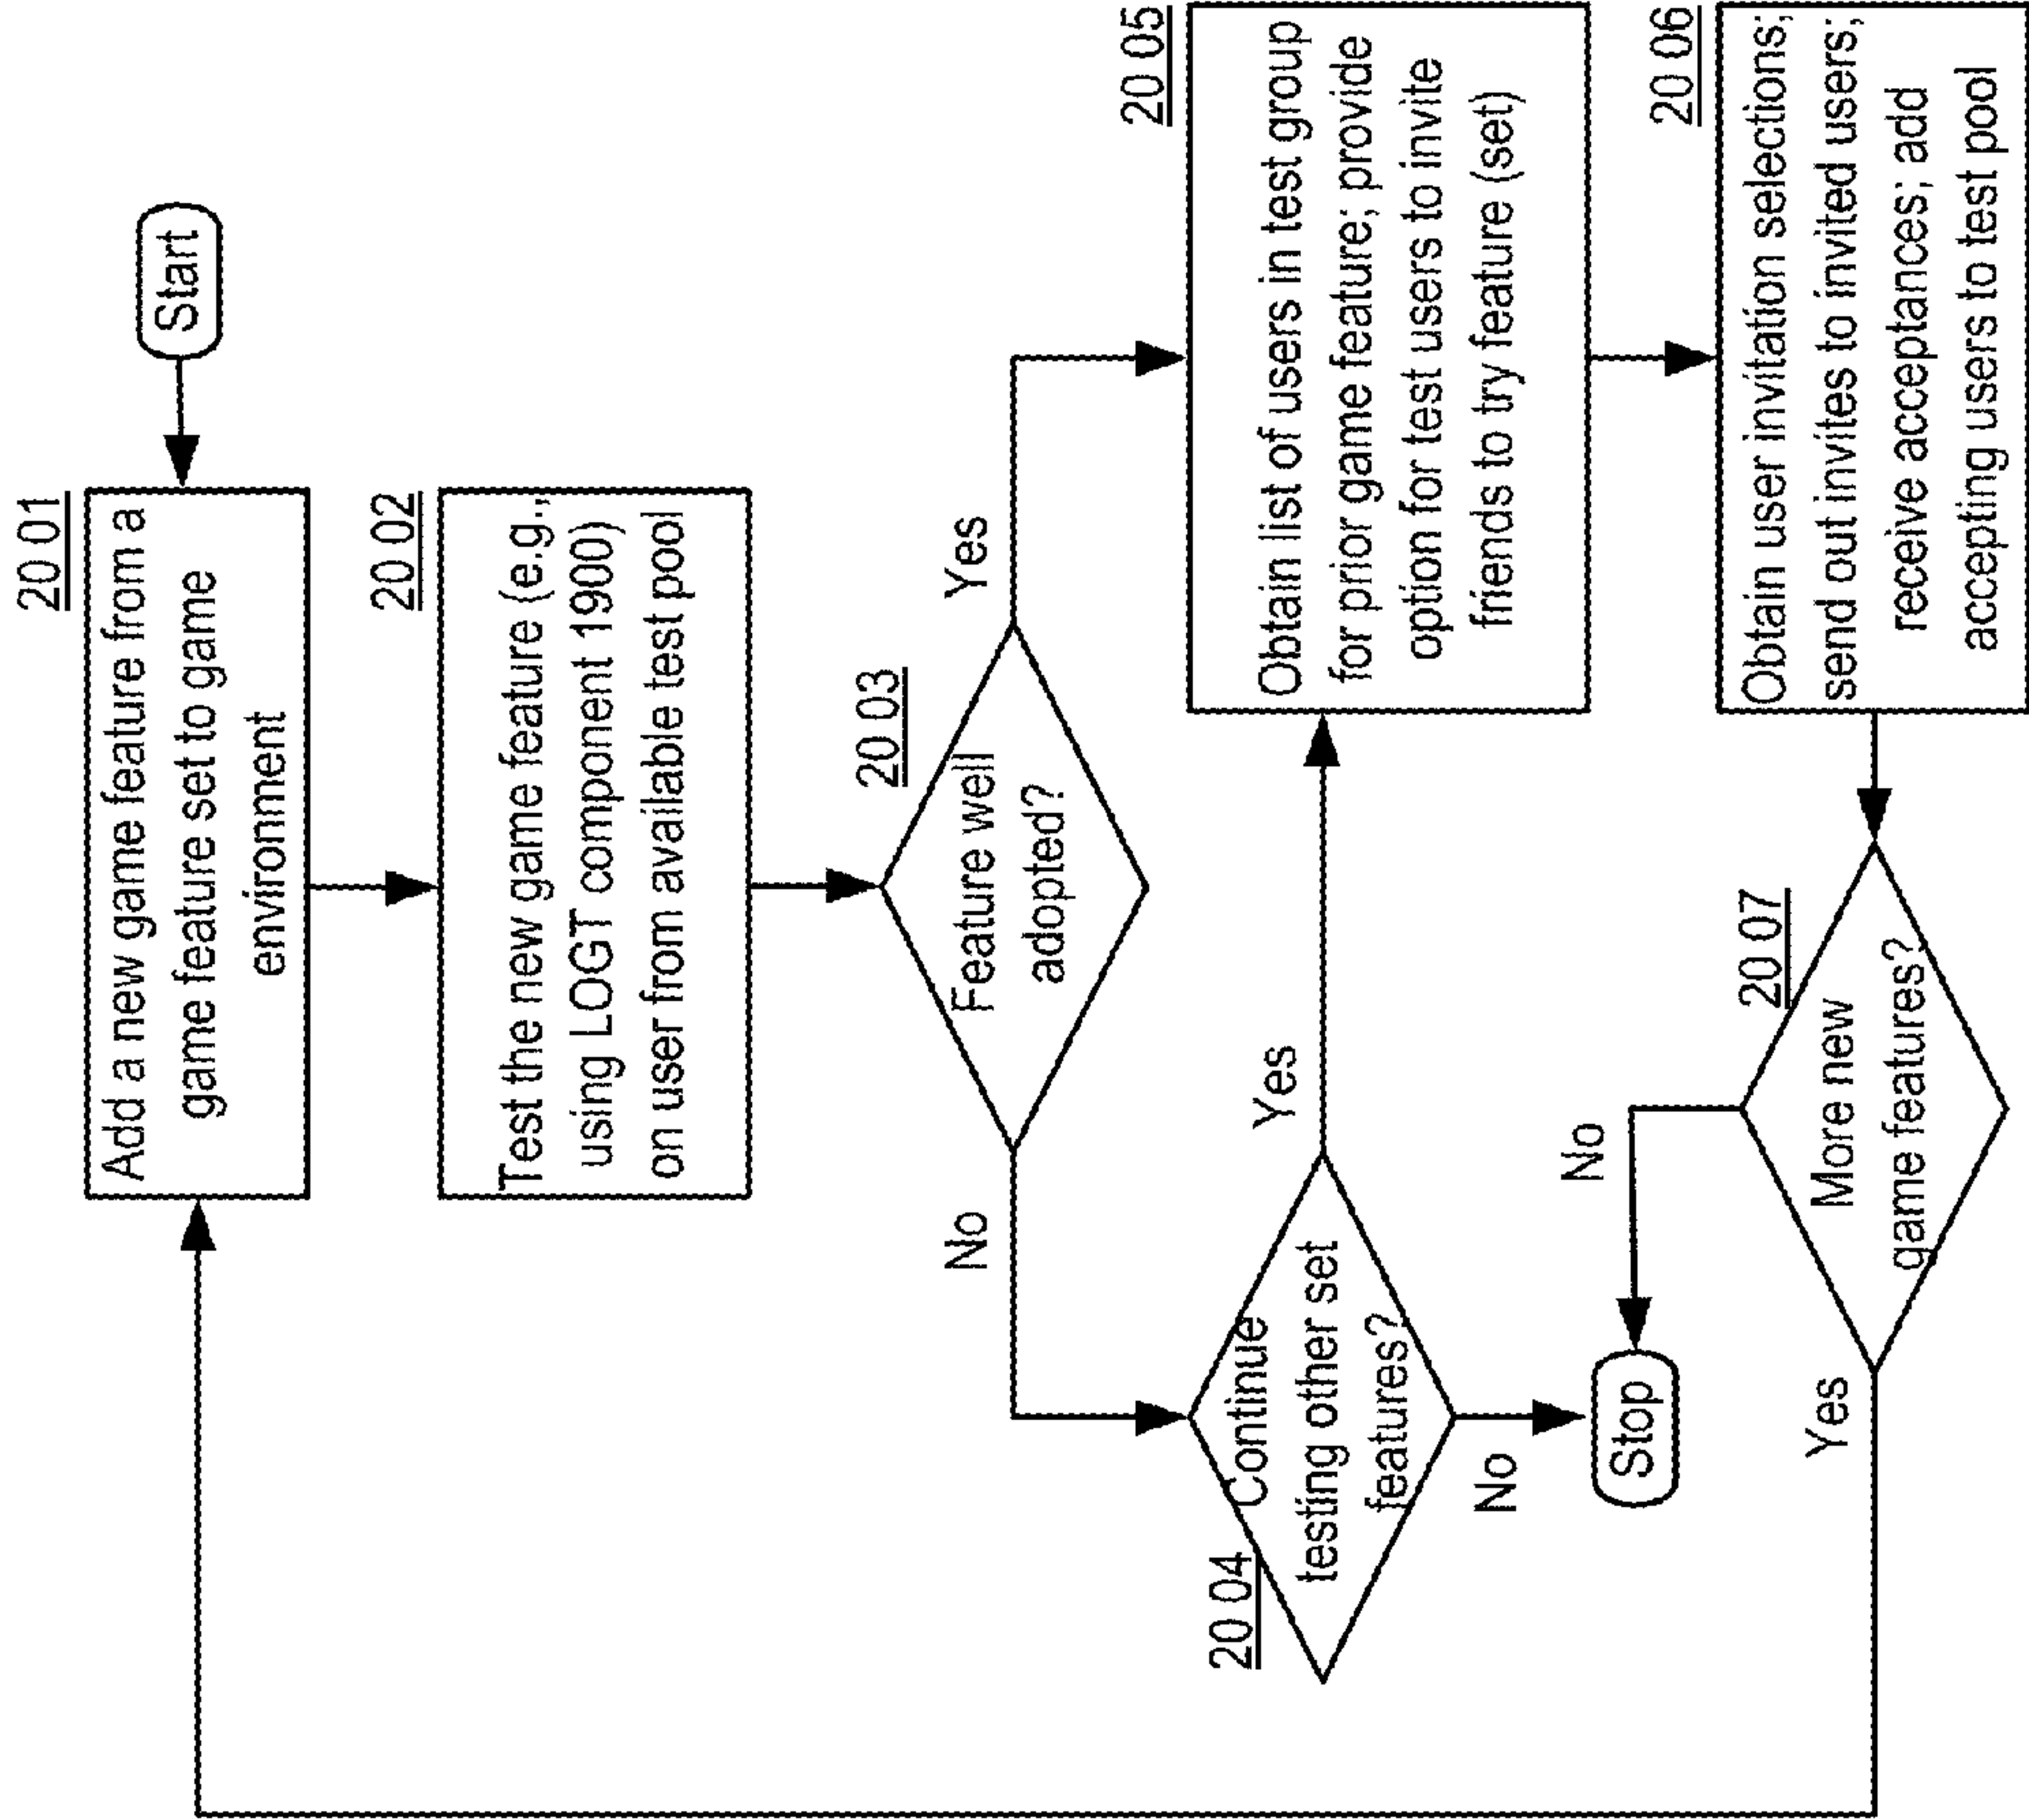 Start
20 01
Add a new game feature from a
game feature set to game
environment
20 02
Test the new game feature (e.g.,
using LOGT component 1900)
on user from available test pool
20 03
Feature well
adopted?
Yes
No
20 04
Continue
testing other set
features?
Yes
No
Stop
20 05
Obtain list of users in test group
for prior game feature; provide
option for test users to invite
friends to try feature (set)
20 06
Obtain user invitation selections;
send out invites to invited users;
receive acceptances; add
accepting users to test pool
20 07
More new
game features?
No
Yes